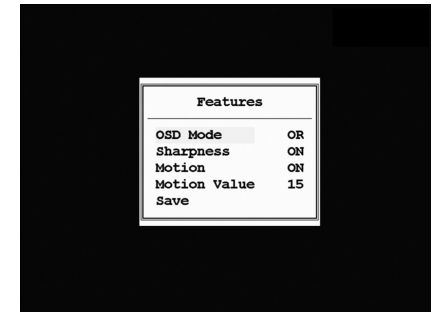 Features
OSD Mode OR
Sharpness ON
Motion ON
Motion Value 15
Save